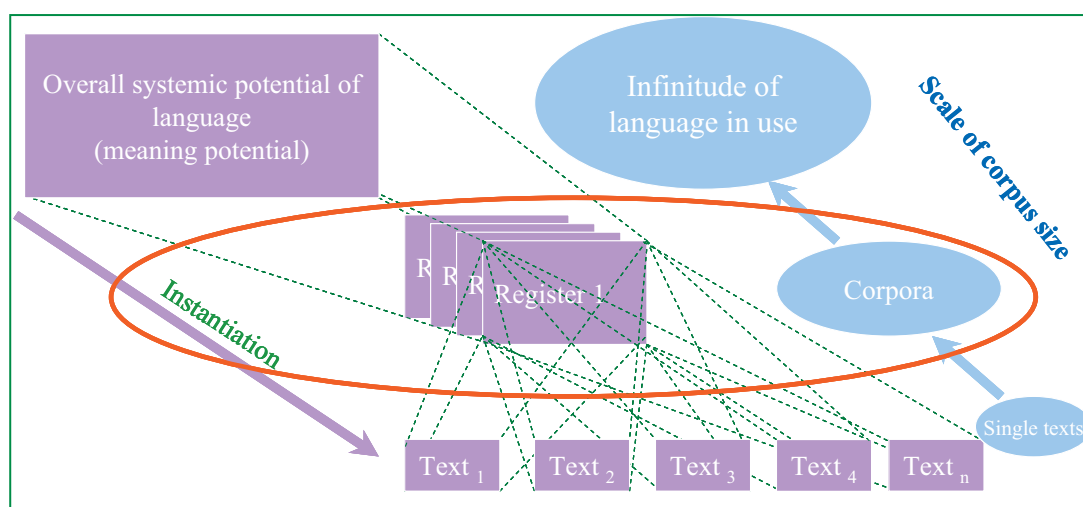 Overall systemic potential of
language
(meaning potential)
Infinitude of
language in use
Scale of corpus size
R
R
R
Register 1
Corpora
Instantiation
Single texts
Text 1
Text 2
Text 3
Text 4
Text n